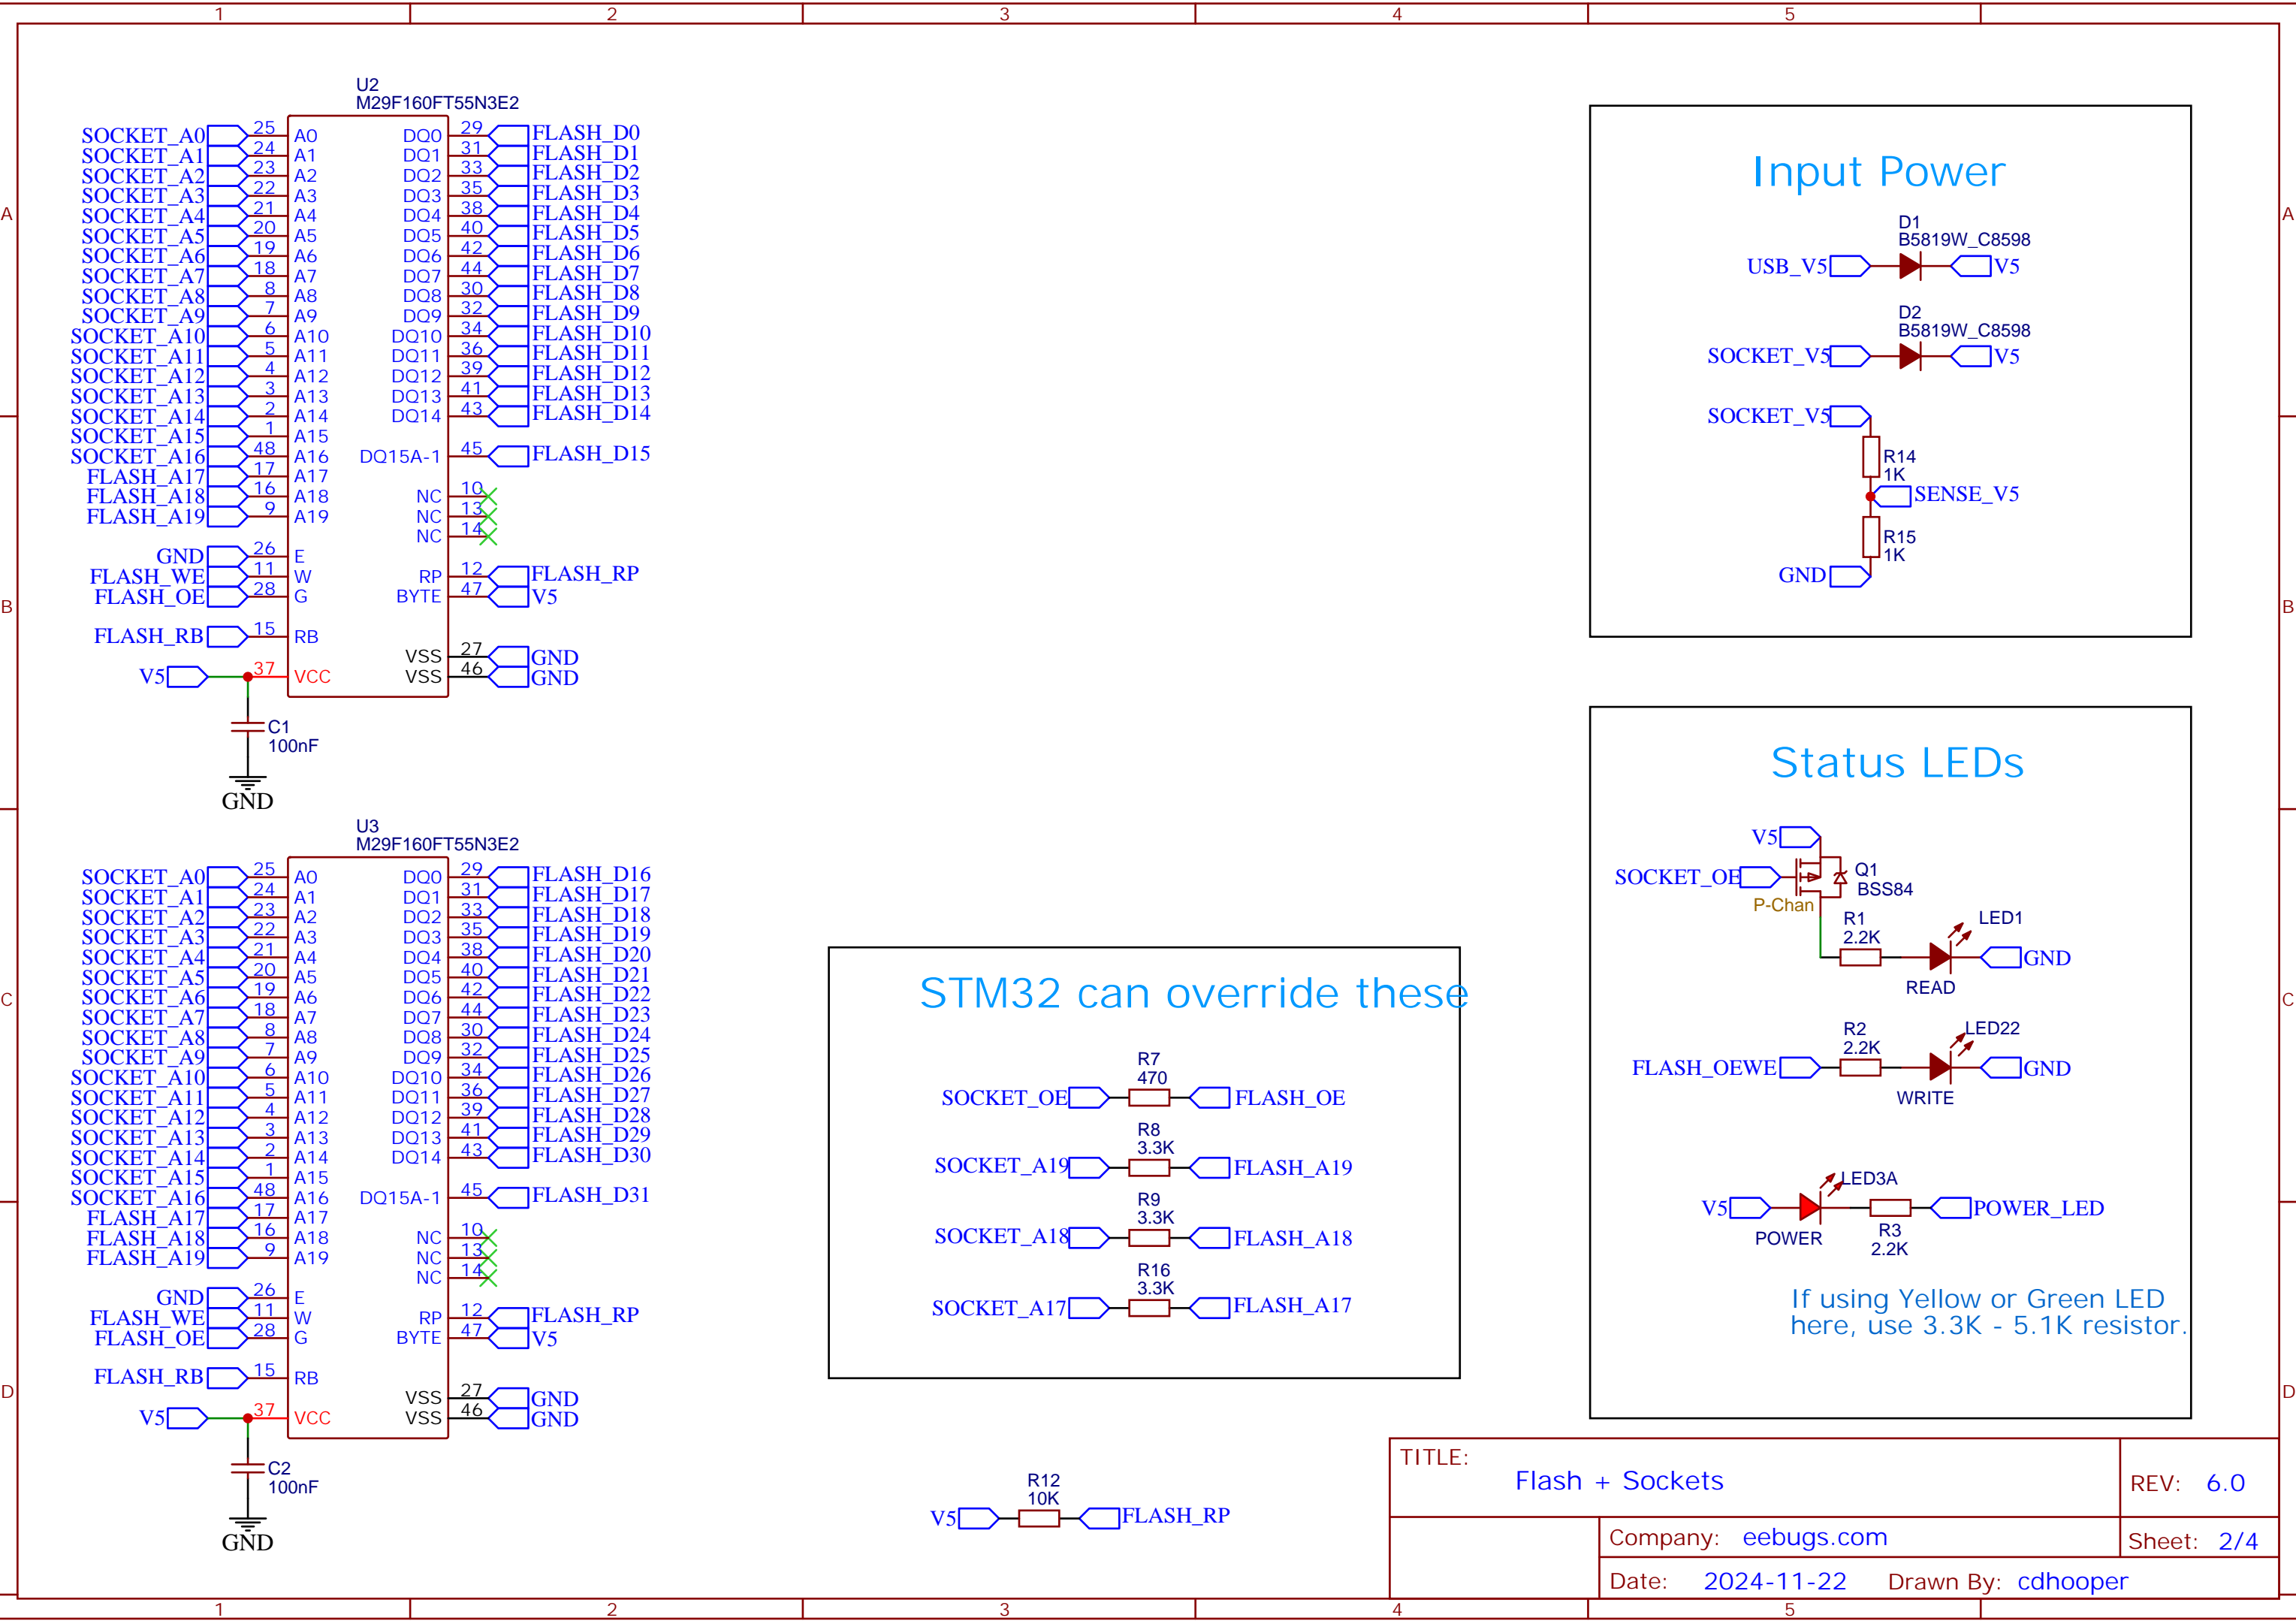 1 2 3 4 5
A
B
C
D
A
B
C
D
1 2 3 4 5
U2
M29F160FT55N3E2
SOCKET_A0 25 A0 DQ0 29 FLASH_D0
SOCKET_A1 24 A1 DQ1 31 FLASH_D1
SOCKET_A2 23 A2 DQ2 33 FLASH_D2
SOCKET_A3 22 A3 DQ3 35 FLASH_D3
SOCKET_A4 21 A4 DQ4 38 FLASH_D4
SOCKET_A5 20 A5 DQ5 40 FLASH_D5
SOCKET_A6 19 A6 DQ6 42 FLASH_D6
SOCKET_A7 18 A7 DQ7 44 FLASH_D7
SOCKET_A8 8 A8 DQ8 30 FLASH_D8
SOCKET_A9 7 A9 DQ9 32 FLASH_D9
SOCKET_A10 6 A10 DQ10 34 FLASH_D10
SOCKET_A11 5 A11 DQ11 36 FLASH_D11
SOCKET_A12 4 A12 DQ12 39 FLASH_D12
SOCKET_A13 3 A13 DQ13 41 FLASH_D13
SOCKET_A14 2 A14 DQ14 43 FLASH_D14
SOCKET_A15 1 A15
SOCKET_A16 48 A16 DQ15A-1 45 FLASH_D15
FLASH_A17 17 A17
FLASH_A18 16 A18 NC 10
FLASH_A19 9 A19 NC 13
NC 14
GND 26 E
FLASH_WE 11 W RP 12 FLASH_RP
FLASH_OE 28 G BYTE 47 V5
FLASH_RB 15 RB
VSS 27 GND
V5 37 VCC VSS 46 GND
C1
100nF
GND
U3
M29F160FT55N3E2
SOCKET_A0 25 A0 DQ0 29 FLASH_D16
SOCKET_A1 24 A1 DQ1 31 FLASH_D17
SOCKET_A2 23 A2 DQ2 33 FLASH_D18
SOCKET_A3 22 A3 DQ3 35 FLASH_D19
SOCKET_A4 21 A4 DQ4 38 FLASH_D20
SOCKET_A5 20 A5 DQ5 40 FLASH_D21
SOCKET_A6 19 A6 DQ6 42 FLASH_D22
SOCKET_A7 18 A7 DQ7 44 FLASH_D23
SOCKET_A8 8 A8 DQ8 30 FLASH_D24
SOCKET_A9 7 A9 DQ9 32 FLASH_D25
SOCKET_A10 6 A10 DQ10 34 FLASH_D26
SOCKET_A11 5 A11 DQ11 36 FLASH_D27
SOCKET_A12 4 A12 DQ12 39 FLASH_D28
SOCKET_A13 3 A13 DQ13 41 FLASH_D29
SOCKET_A14 2 A14 DQ14 43 FLASH_D30
SOCKET_A15 1 A15
SOCKET_A16 48 A16 DQ15A-1 45 FLASH_D31
FLASH_A17 17 A17
FLASH_A18 16 A18 NC 10
FLASH_A19 9 A19 NC 13
NC 14
GND 26 E
FLASH_WE 11 W RP 12 FLASH_RP
FLASH_OE 28 G BYTE 47 V5
FLASH_RB 15 RB
VSS 27 GND
V5 37 VCC VSS 46 GND
C2
100nF
GND
STM32 can override these
R7
470
SOCKET_OE FLASH_OE
R8
3.3K
SOCKET_A19 FLASH_A19
R9
3.3K
SOCKET_A18 FLASH_A18
R16
3.3K
SOCKET_A17 FLASH_A17
R12
10K
V5 FLASH_RP
Input Power
D1
B5819W_C8598
USB_V5 V5
D2
B5819W_C8598
SOCKET_V5 V5
SOCKET_V5
R14
1K
SENSE_V5
R15
1K
GND
Status LEDs
V5
SOCKET_OE
Q1
BSS84
P-Chan
R1
2.2K
LED1
GND
READ
R2
2.2K
LED22
FLASH_OEWE GND
WRITE
LED3A
V5 POWER_LED
POWER
R3
2.2K
If using Yellow or Green LED
here, use 3.3K - 5.1K resistor.
TITLE:
Flash + Sockets
REV: 6.0
Company: eebugs.com
Sheet: 2/4
Date: 2024-11-22 Drawn By: cdhooper